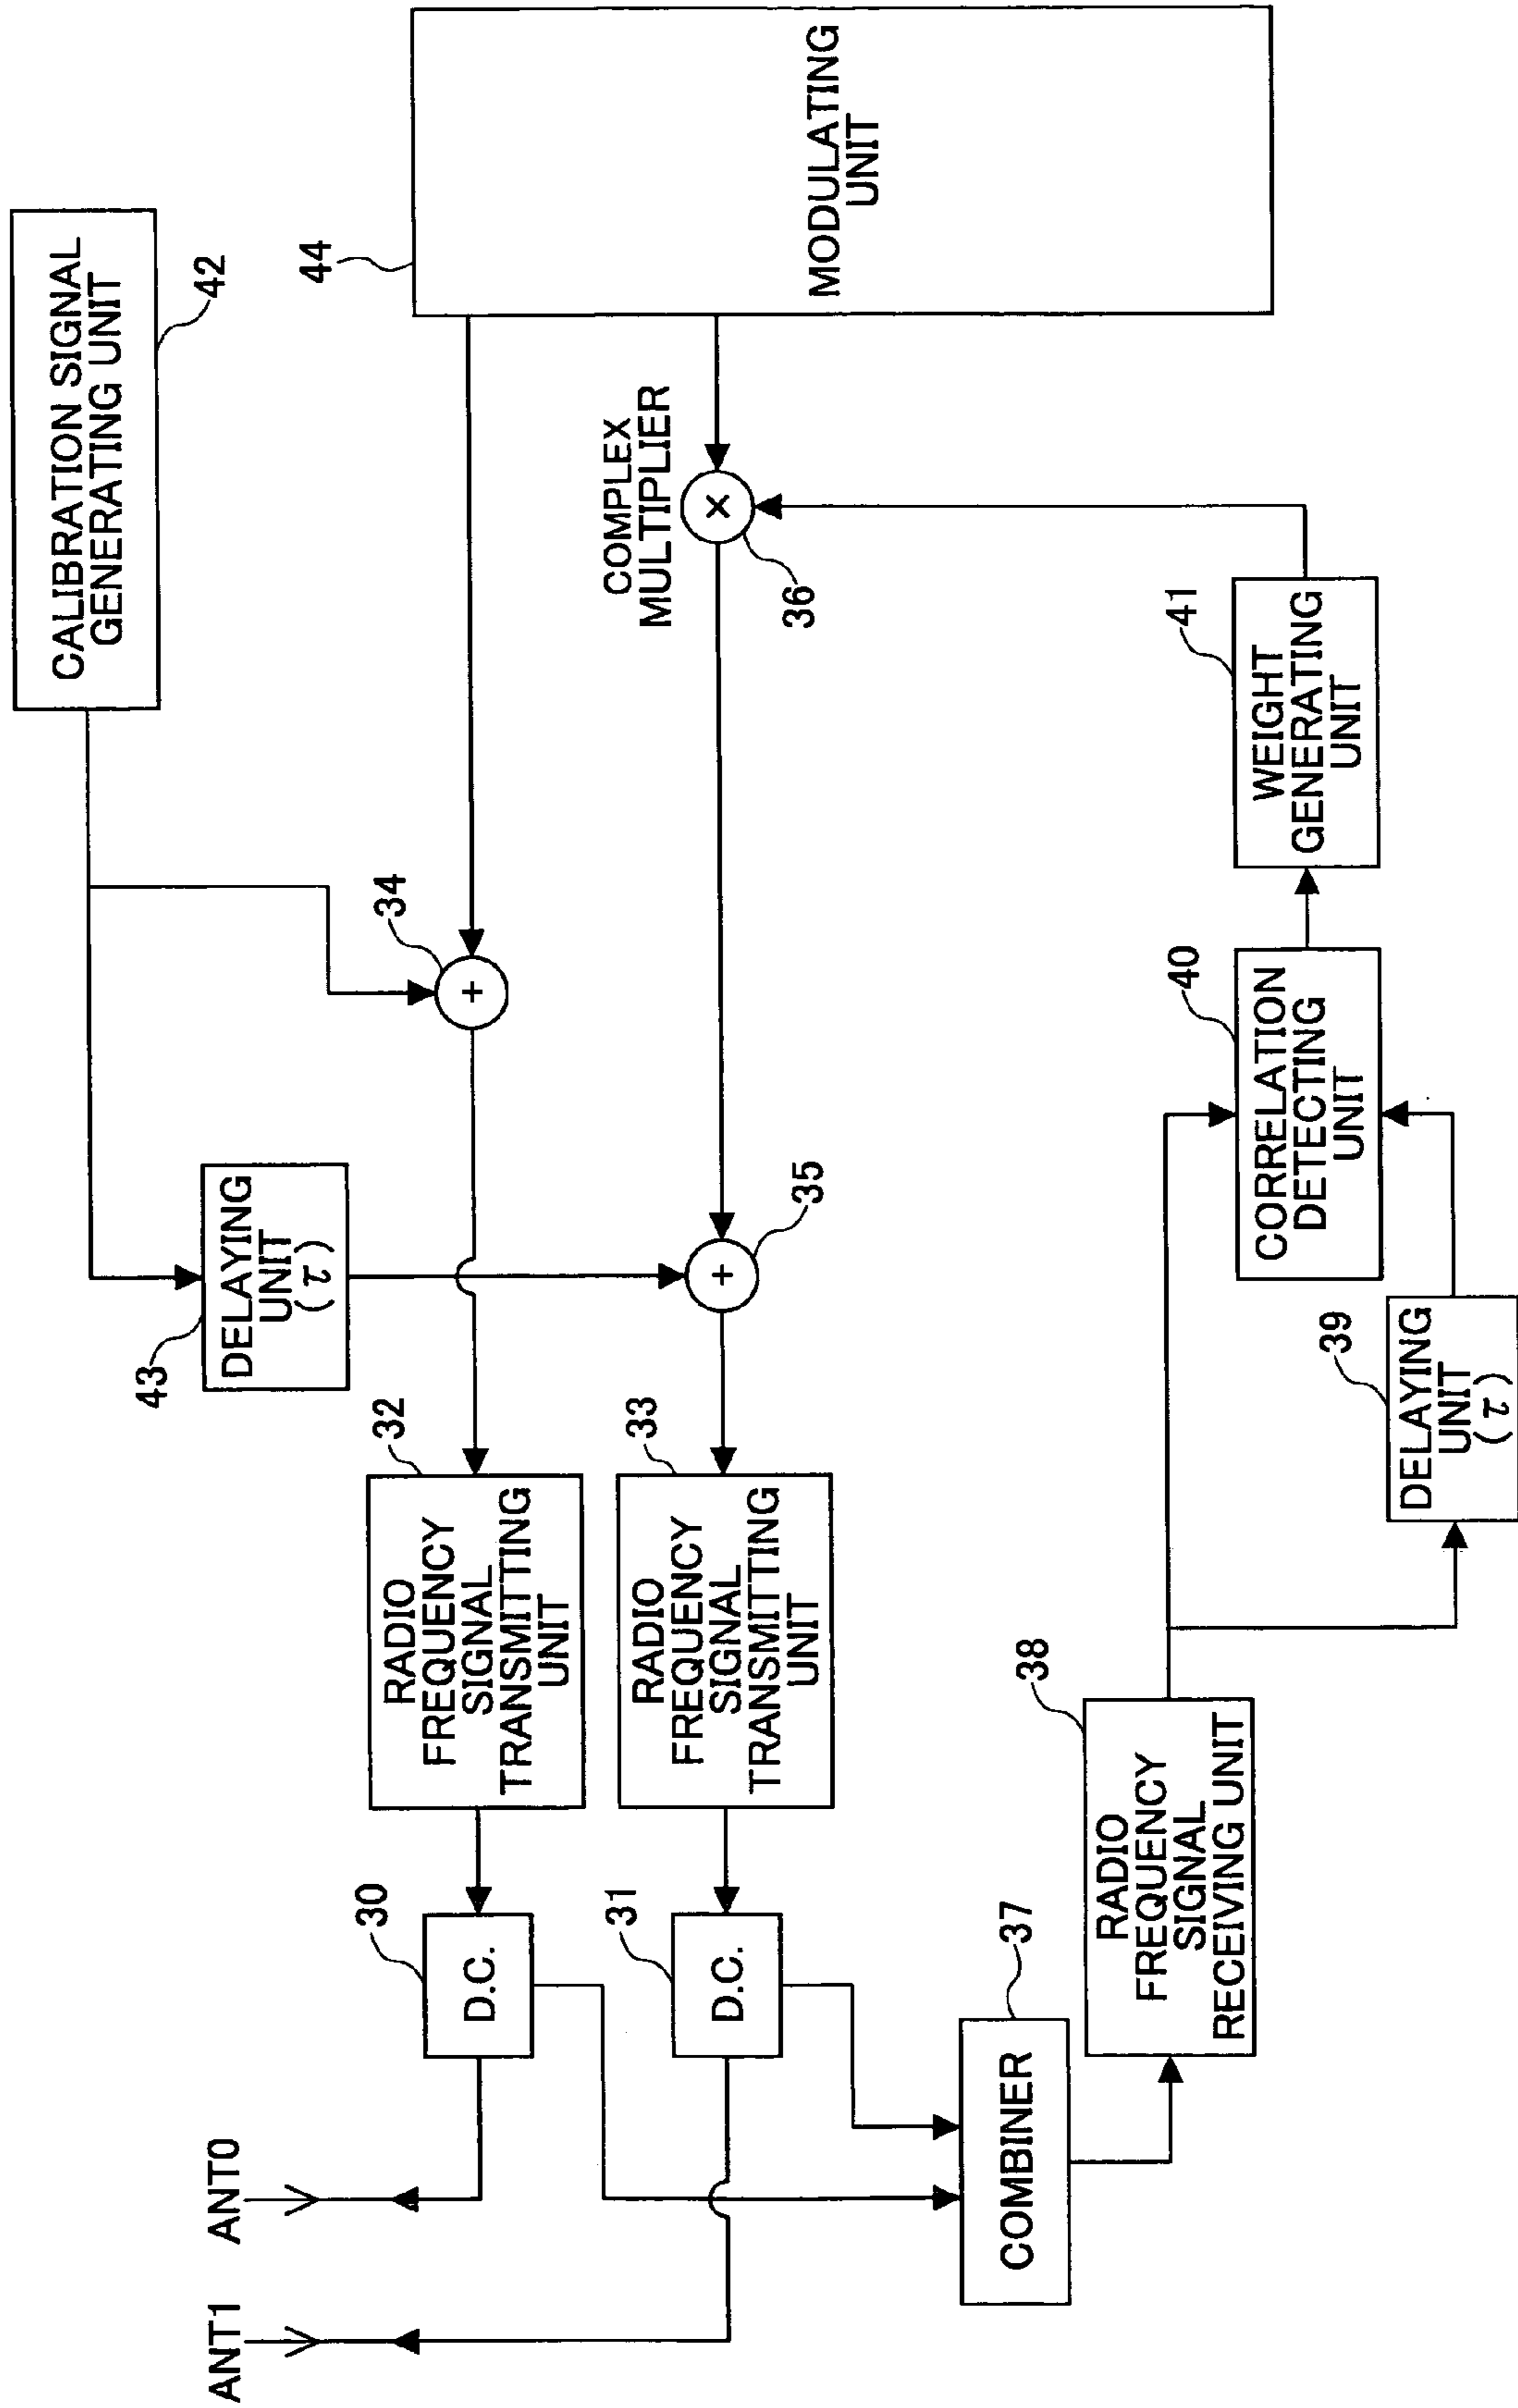 CALIBRATION SIGNAL
GENERATING UNIT
42
44
MODULATING
UNIT
COMPLEX
MULTIPLIER
×
36
34
+
43
DELAYING
UNIT
(τ)
35
+
32
RADIO
FREQUENCY
SIGNAL
TRANSMITTING
UNIT
33
RADIO
FREQUENCY
SIGNAL
TRANSMITTING
UNIT
30
D.C.
31
D.C.
ANT0
ANT1
37
COMBINER
38
RADIO
FREQUENCY
SIGNAL
RECEIVING UNIT
39
DELAYING
UNIT
(τ)
40
CORRELATION
DETECTING
UNIT
41
WEIGHT
GENERATING
UNIT